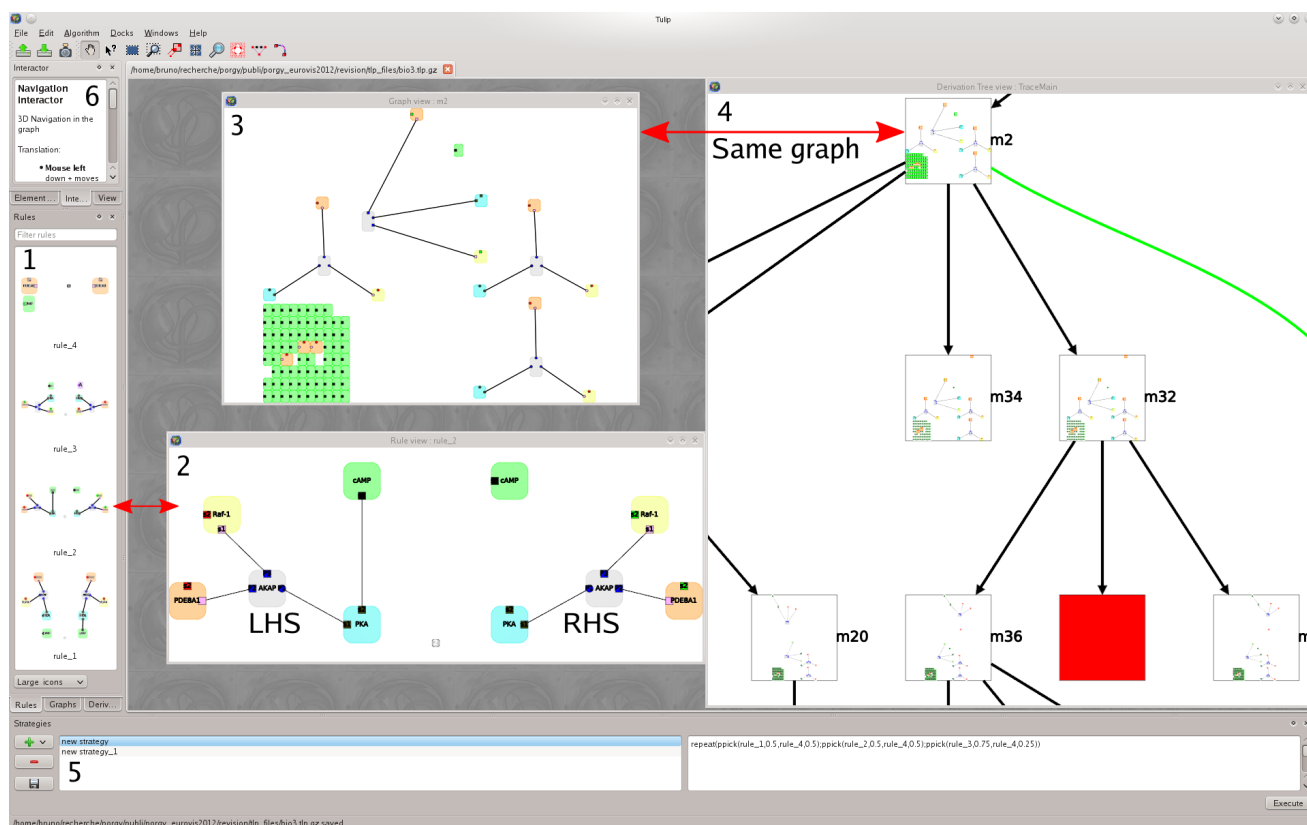 Tulip
File Edit Algorithm Docks Windows Help
Interactor
/home/bruno/recherche/porgy/publi/porgy_eurovis2012/revision/tlp_files/bio3.tlp.gz
Navigation
Interactor
6
3D Navigation in the
graph
Translation:
• Mouse left
down + moves
Element ... Inte... View
Rules
Filter rules
1
rule_4
rule_3
rule_2
rule_1
Large icons
Rules Graphs Deriv...
Graph view : m2
3
Rule view : rule_2
2
cAMP
cAMP
s2 Raf-1
s1
s2 Raf-1
s1
PDE8A1
AKAP
PKA
LHS
PKA
AKAP
PDE8A1
RHS
Derivation Tree view : TraceMain
4
Same graph
m2
m34
m32
m20
m36
m
Strategies
new strategy
new strategy_1
5
repeat(ppick(rule_1,0.5,rule_4,0.5);ppick(rule_2,0.5,rule_4,0.5);ppick(rule_3,0.75,rule_4,0.25))
Execute
/home/bruno/recherche/porgy/publi/porgy_eurovis2012/revision/tlp_files/bio3.tlp.gz saved.